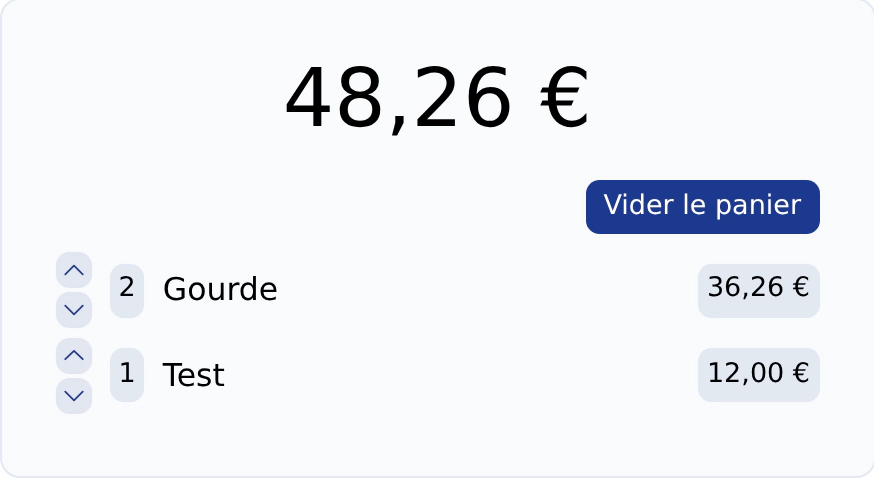 48,26 €
Vider le panier
2 Gourde 36,26 €
1 Test 12,00 €